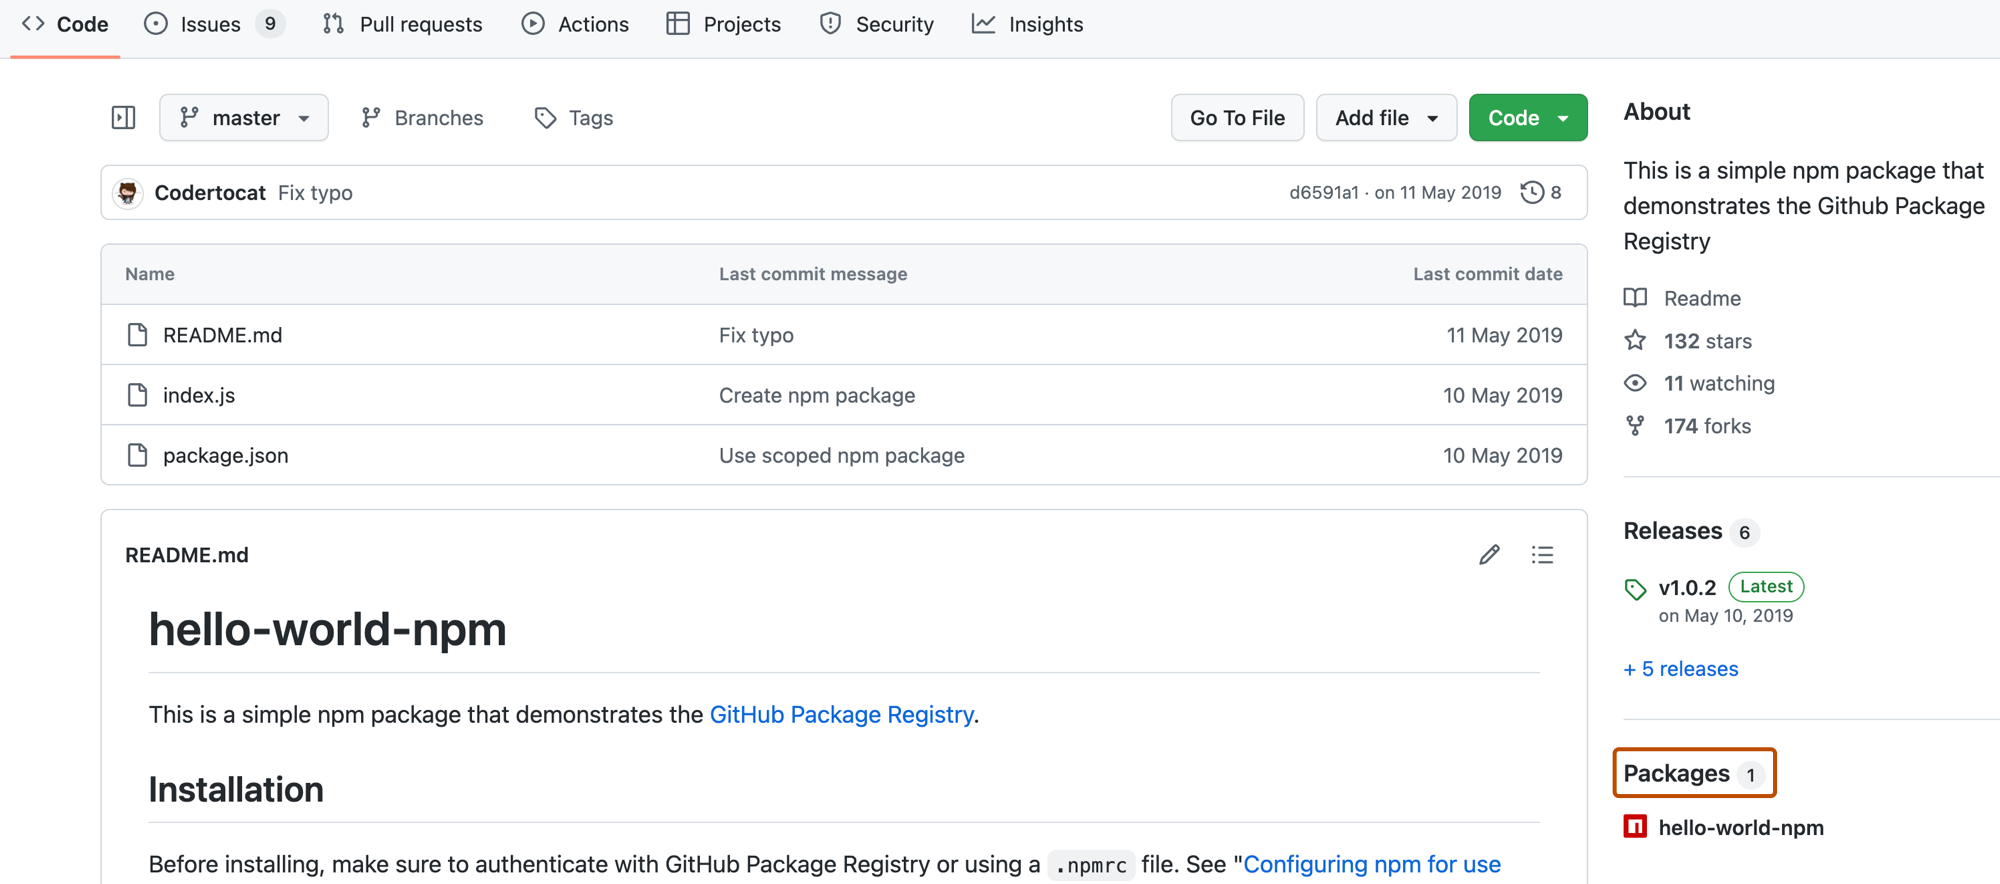 Code Issues 9 Pull requests Actions Projects Security Insights
master Branches Tags Go To File Add file Code
Codertocat Fix typo d6591a1 · on 11 May 2019 8
Name Last commit message Last commit date
README.md Fix typo 11 May 2019
index.js Create npm package 10 May 2019
package.json Use scoped npm package 10 May 2019
README.md
hello-world-npm
This is a simple npm package that demonstrates the GitHub Package Registry.
Installation
Before installing, make sure to authenticate with GitHub Package Registry or using a .npmrc file. See "Configuring npm for use
About
This is a simple npm package that
demonstrates the Github Package
Registry
Readme
132 stars
11 watching
174 forks
Releases 6
v1.0.2 Latest
on May 10, 2019
+ 5 releases
Packages 1
hello-world-npm